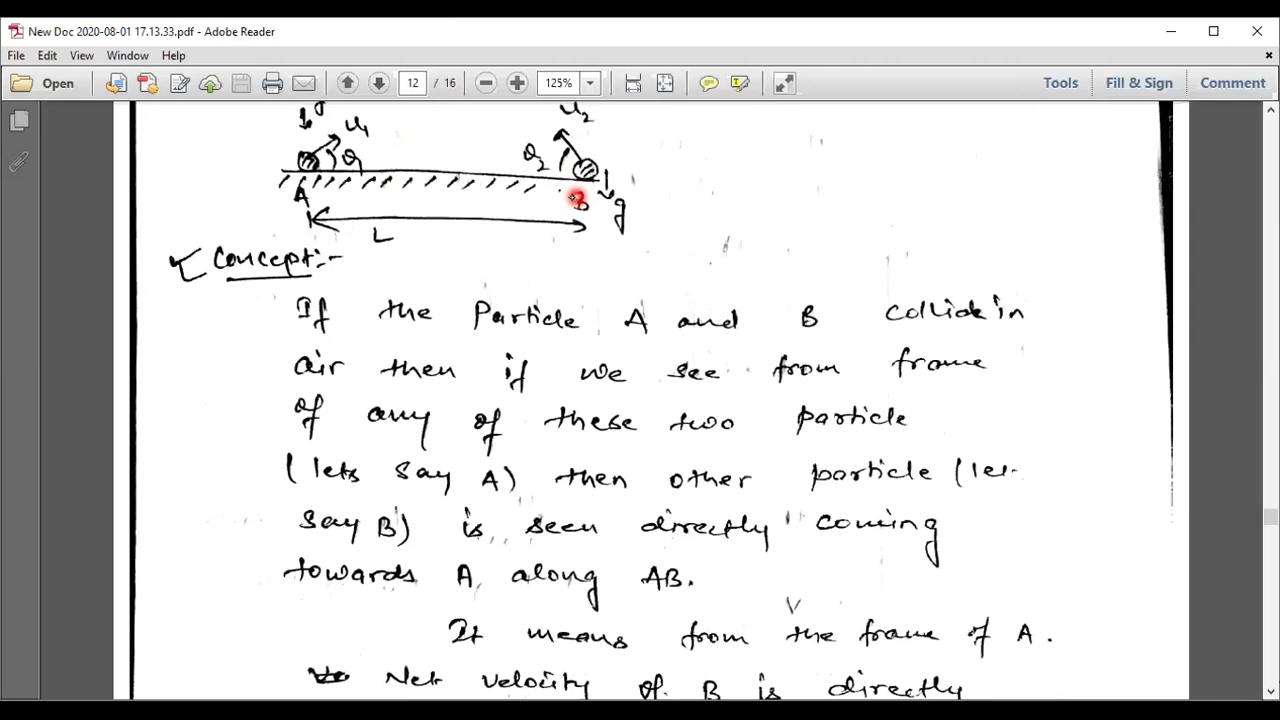 New Doc 2020-08-01 17.13.33.pdf - Adobe Reader
File Edit View Window Help
Open 12 / 16 125% Tools Fill & Sign Comment
g u1 u2
θ1 θ2
A B g
L
Concept:-
If the Particle A and B collide in
air then if we see from frame
of any of these two particle
(lets say A) then other particle (let
say B) is seen directly coming
towards A along AB.
It means from the frame of A.
Net velocity of B is directly